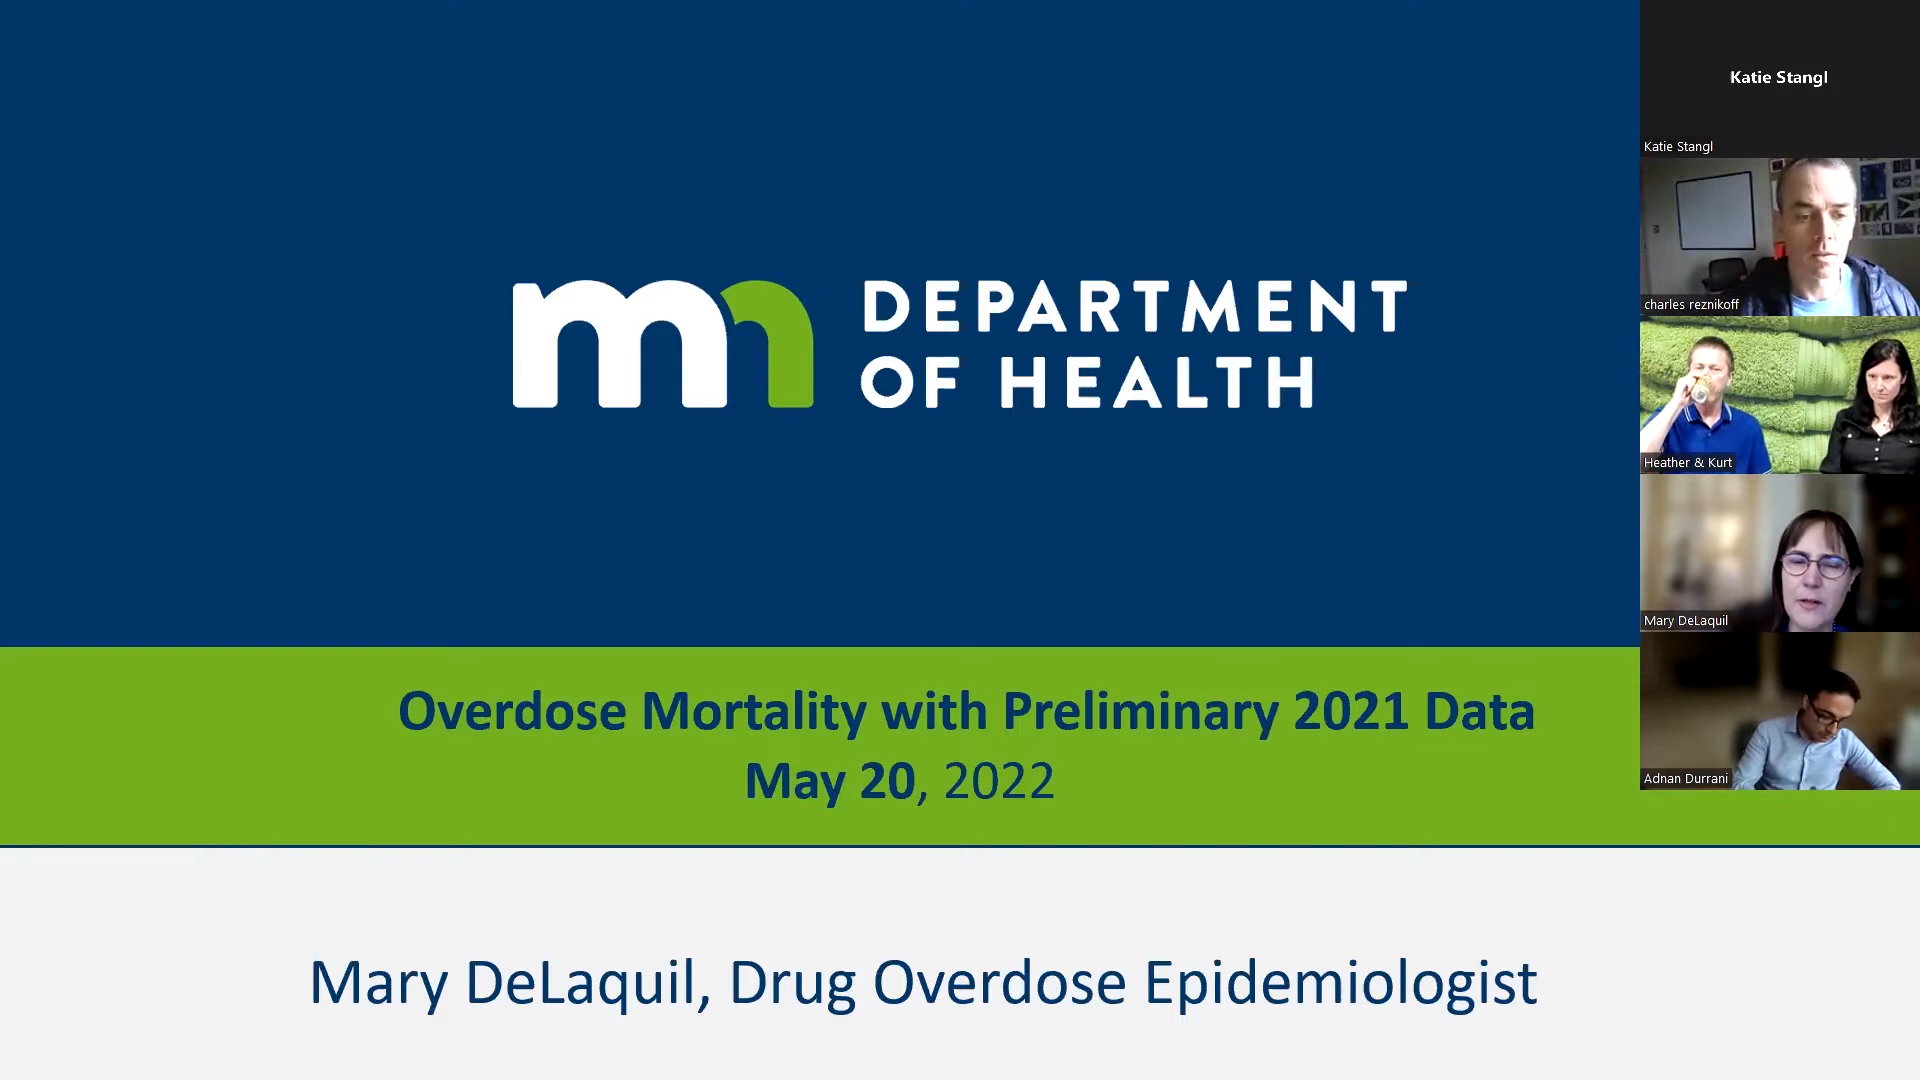 mn DEPARTMENT
OF HEALTH
Overdose Mortality with Preliminary 2021 Data
May 20, 2022
Mary DeLaquil, Drug Overdose Epidemiologist
Katie Stangl
Katie Stangl
charles reznikoff
Heather & Kurt
Mary DeLaquil
Adnan Durrani